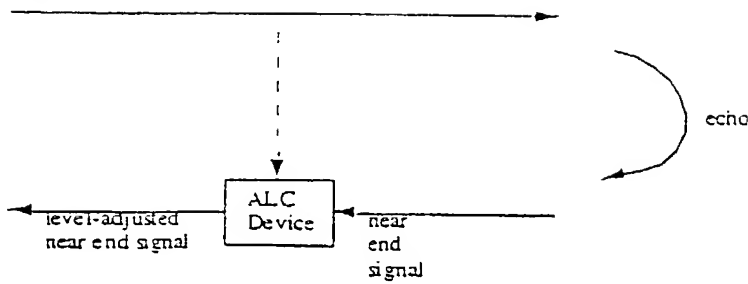 echo
ALC
Device
level-adjusted
near end signal
near
end
signal